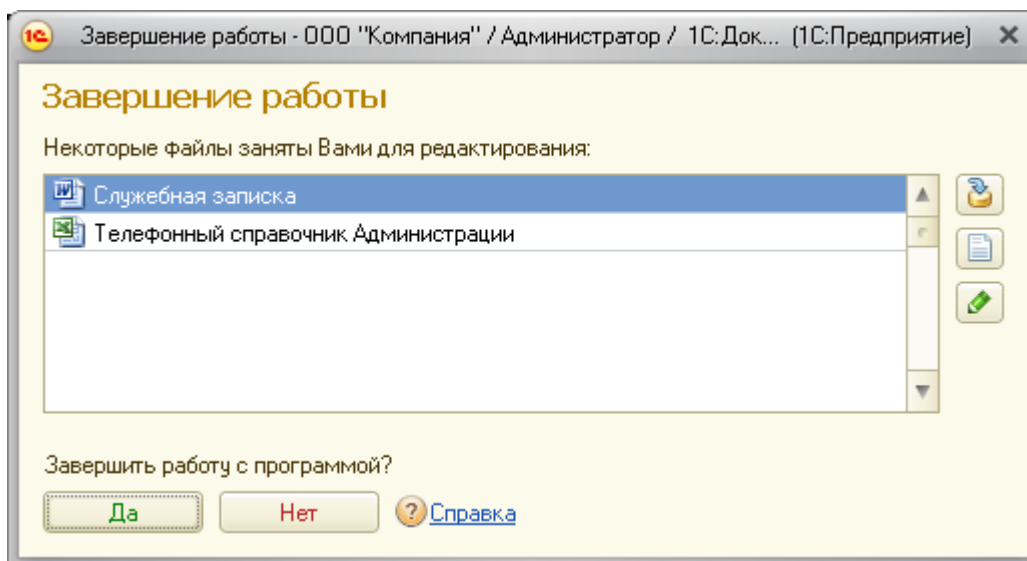 1С Завершение работы - ООО "Компания" / Администратор / 1С:Док... (1С:Предприятие)
Завершение работы
Некоторые файлы заняты Вами для редактирования:
Служебная записка
Телефонный справочник Администрации
Завершить работу с программой?
Да Нет ? Справка